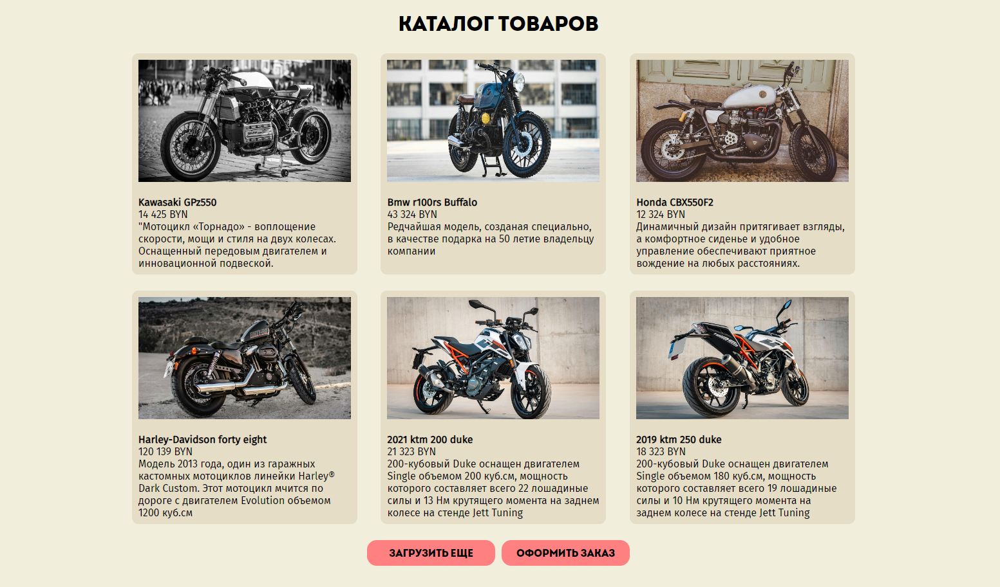 КАТАЛОГ ТОВАРОВ
Kawasaki GPz550
14 425 BYN
"Мотоцикл «Торнадо» - воплощение
скорости, мощи и стиля на двух колесах.
Оснащенный передовым двигателем и
инновационной подвеской.
Bmw r100rs Buffalo
43 324 BYN
Редчайшая модель, созданая специально,
в качестве подарка на 50 летие владельцу
компании
Honda CBX550F2
12 324 BYN
Динамичный дизайн притягивает взгляды,
а комфортное сиденье и удобное
управление обеспечивают приятное
вождение на любых расстояниях.
Harley-Davidson forty eight
120 139 BYN
Модель 2013 года, один из гаражных
кастомных мотоциклов линейки Harley®
Dark Custom. Этот мотоцикл мчится по
дороге с двигателем Evolution объемом
1200 куб.см
2021 ktm 200 duke
21 323 BYN
200-кубовый Duke оснащен двигателем
Single объемом 200 куб.см, мощность
которого составляет всего 22 лошадиные
силы и 13 Нм крутящего момента на заднем
колесе на стенде Jett Tuning
2019 ktm 250 duke
18 323 BYN
200-кубовый Duke оснащен двигателем
Single объемом 180 куб.см, мощность
которого составляет всего 19 лошадиные
силы и 10 Нм крутящего момента на
заднем колесе на стенде Jett Tuning
ЗАГРУЗИТЬ ЕЩЕ
ОФОРМИТЬ ЗАКАЗ